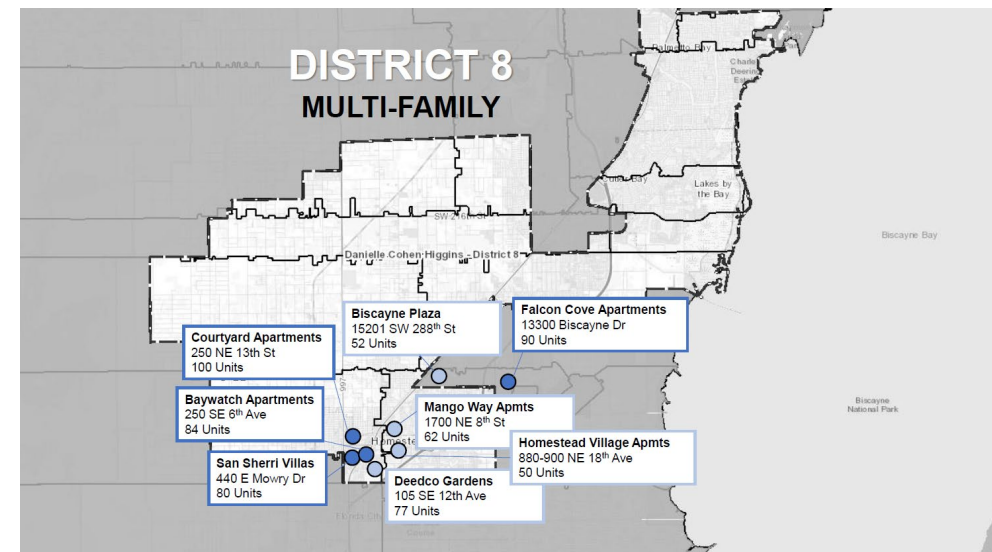 DISTRICT 8
MULTI-FAMILY
Palmetto Bay
Lakes by
the Bay
SW 216th St
Biscayne Bay
Danielle Cohen Higgins - District 8
Biscayne Plaza
15201 SW 288th St
52 Units
Falcon Cove Apartments
13300 Biscayne Dr
90 Units
Courtyard Apartments
250 NE 13th St
100 Units
Baywatch Apartments
250 SE 6th Ave
84 Units
Mango Way Apmts
1700 NE 8th St
62 Units
Biscayne
National Park
Homestead Village Apmts
880-900 NE 18th Ave
50 Units
San Sherri Villas
440 E Mowry Dr
80 Units
Deedco Gardens
105 SE 12th Ave
77 Units
Florida City